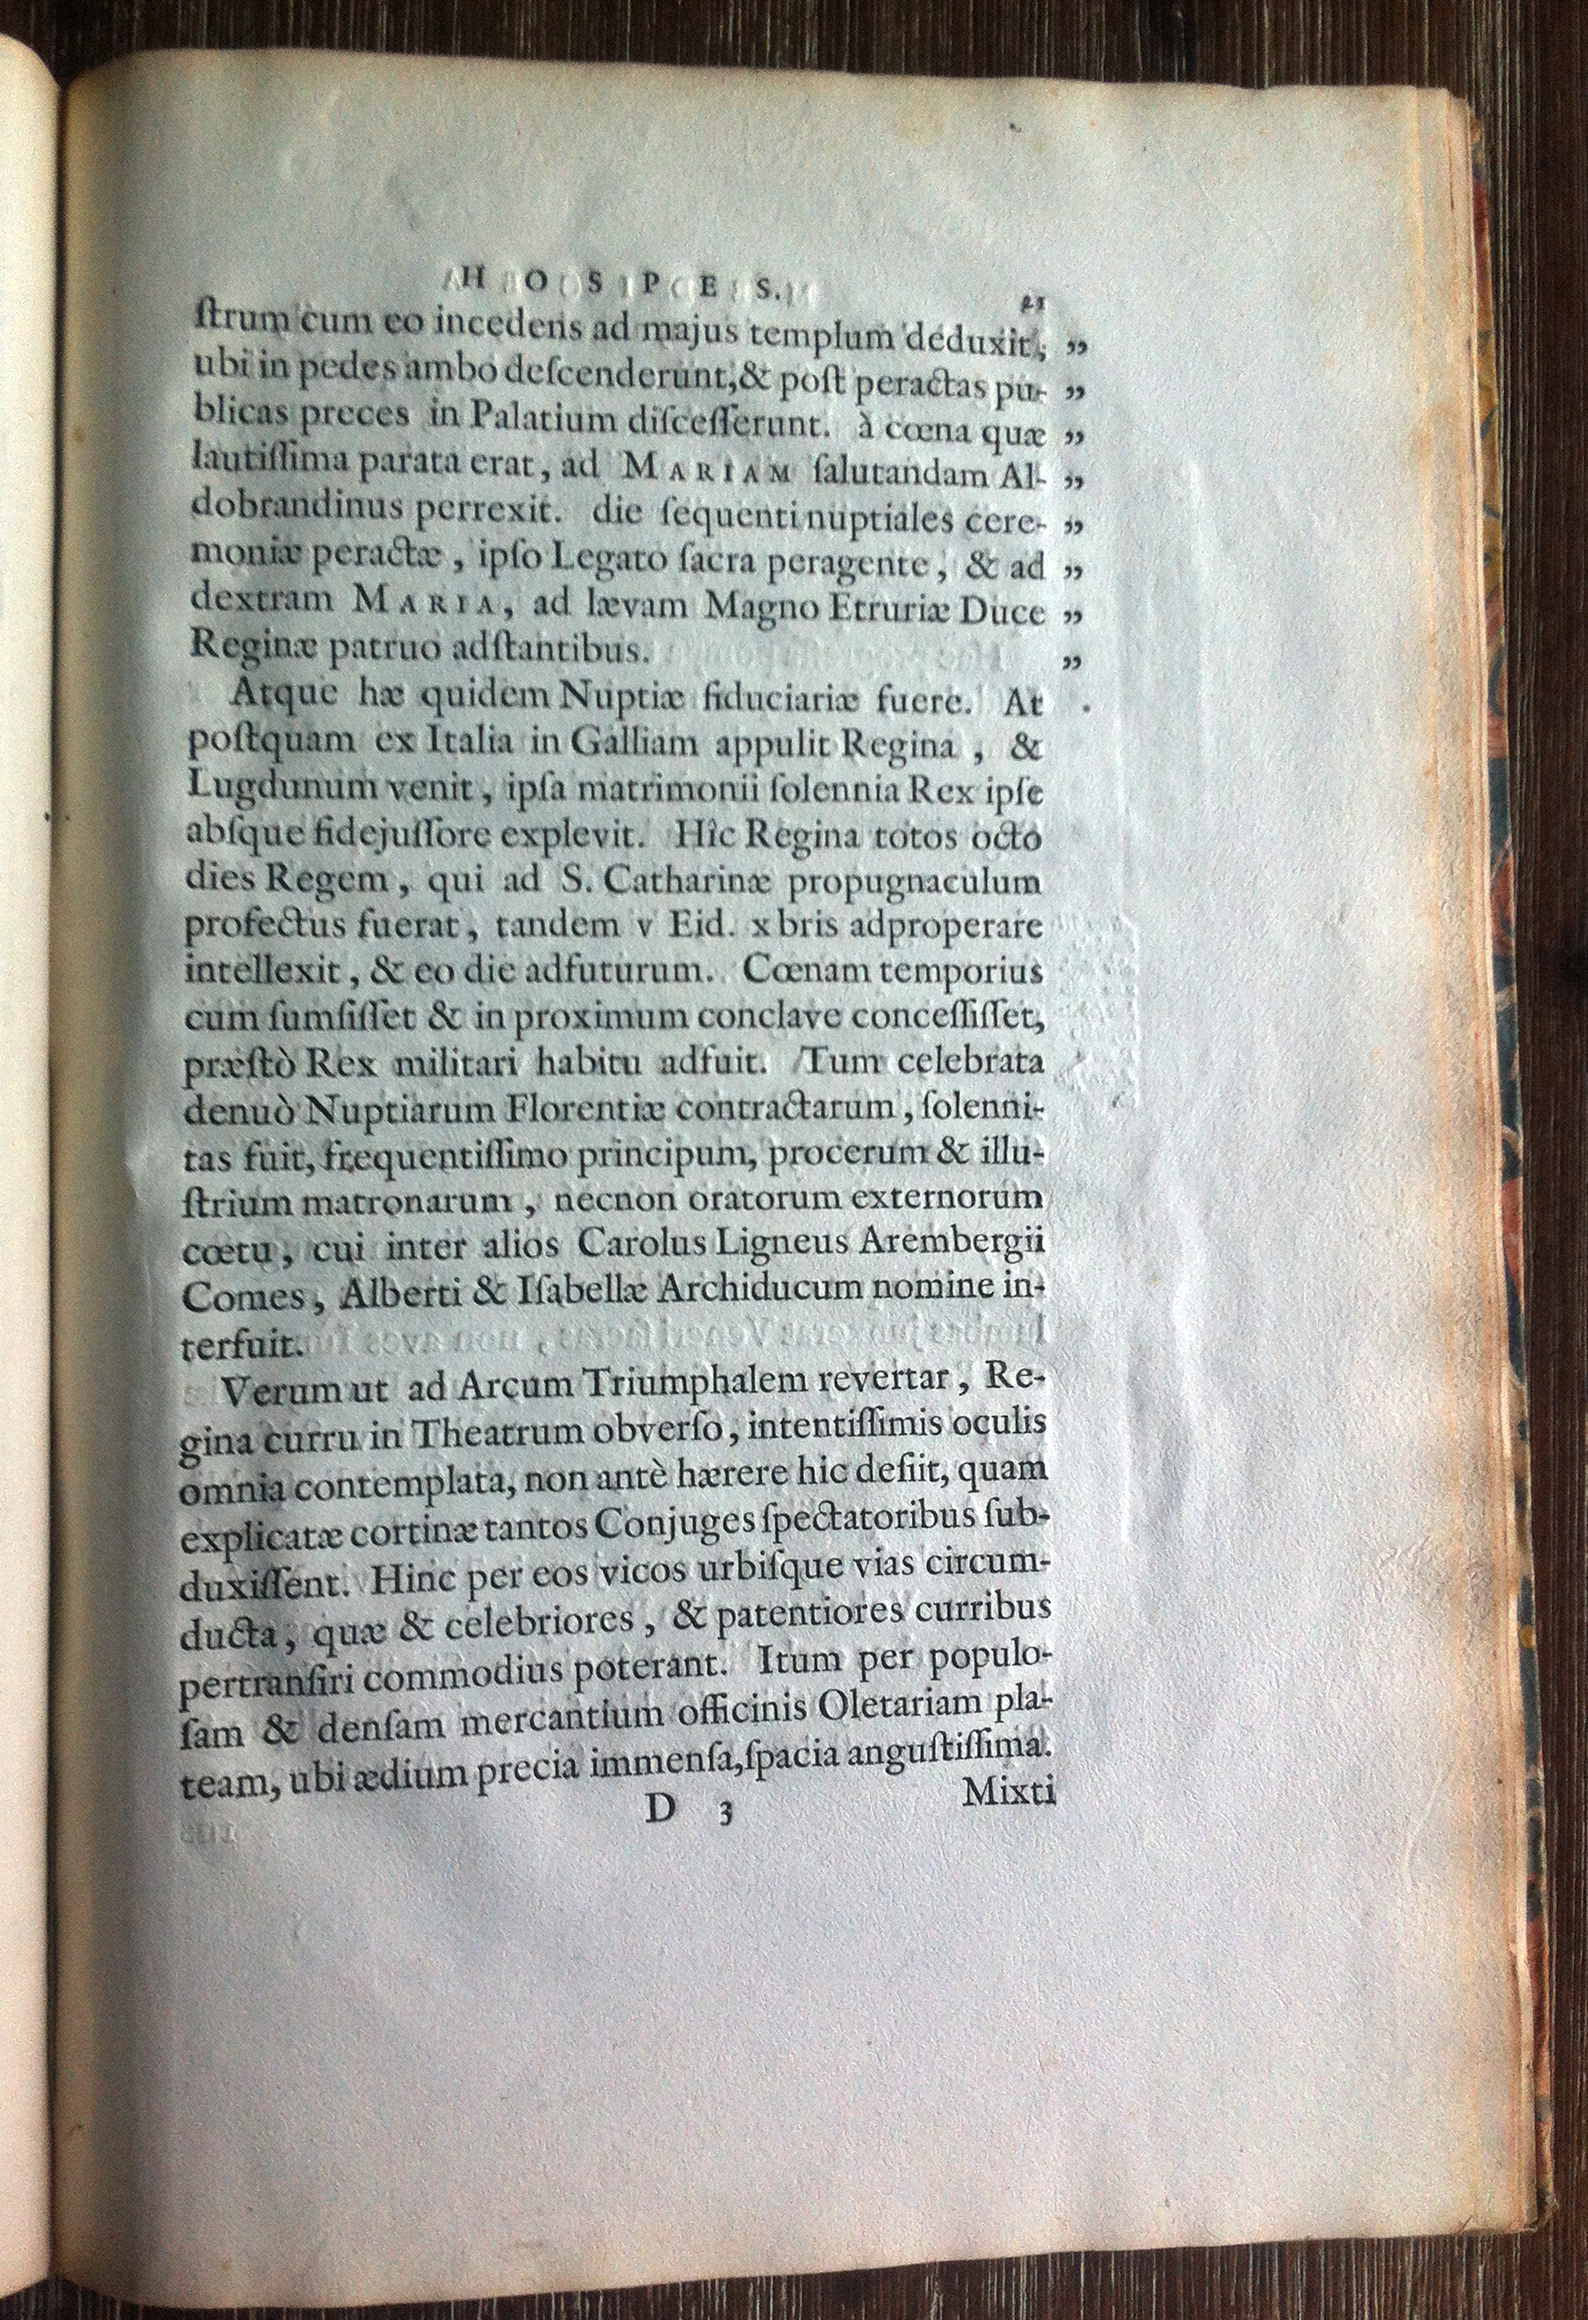 HOSPES. 21
ſtrum cum eo incedens ad majus templum deduxit; ”
ubi in pedes ambo deſcenderunt,& poſt peractas pu- ”
blicas preces in Palatium diſceſſerunt. à cœna quæ ”
lautiſſima parata erat, ad MARIAM ſalutandam Al- ”
dobrandinus perrexit. die ſequenti nuptiales cere- ”
moniæ peractæ, ipſo Legato ſacra peragente, & ad ”
dextram MARIA, ad lævam Magno Etruriæ Duce ”
Reginæ patruo adſtantibus. ”
Atque hæ quidem Nuptiæ fiduciariæ fuere. At
poſtquam ex Italia in Galliam appulit Regina, &
Lugdunum venit, ipſa matrimonii ſolennia Rex ipſe
abſque fidejuſſore explevit. Hîc Regina totos octo
dies Regem, qui ad S. Catharinæ propugnaculum
profectus fuerat, tandem v Eid. xbris adproperare
intellexit, & eo die adfuturum. Cœnam temporius
cum ſumſiſſet & in proximum conclave conceſſiſſet,
præſtò Rex militari habitu adfuit. Tum celebrata
denuò Nuptiarum Florentiæ contractarum, ſolenni-
tas fuit, frequentiſſimo principum, procerum & illu-
ſtrium matronarum, necnon oratorum externorum
cœtu, cui inter alios Carolus Ligneus Arembergii
Comes, Alberti & Iſabellæ Archiducum nomine in-
terfuit.
Verum ut ad Arcum Triumphalem revertar, Re-
gina curru in Theatrum obverſo, intentiſſimis oculis
omnia contemplata, non antè hærere hic deſiit, quam
explicatæ cortinæ tantos Conjuges ſpectatoribus ſub-
duxiſſent. Hinc per eos vicos urbiſque vias circum-
ducta, quæ & celebriores, & patentiores curribus
pertranſiri commodius poterant. Itum per populo-
ſam & denſam mercantium officinis Oletariam pla-
team, ubi ædium precia immenſa,ſpacia anguſtiſſima.
D 3 Mixti